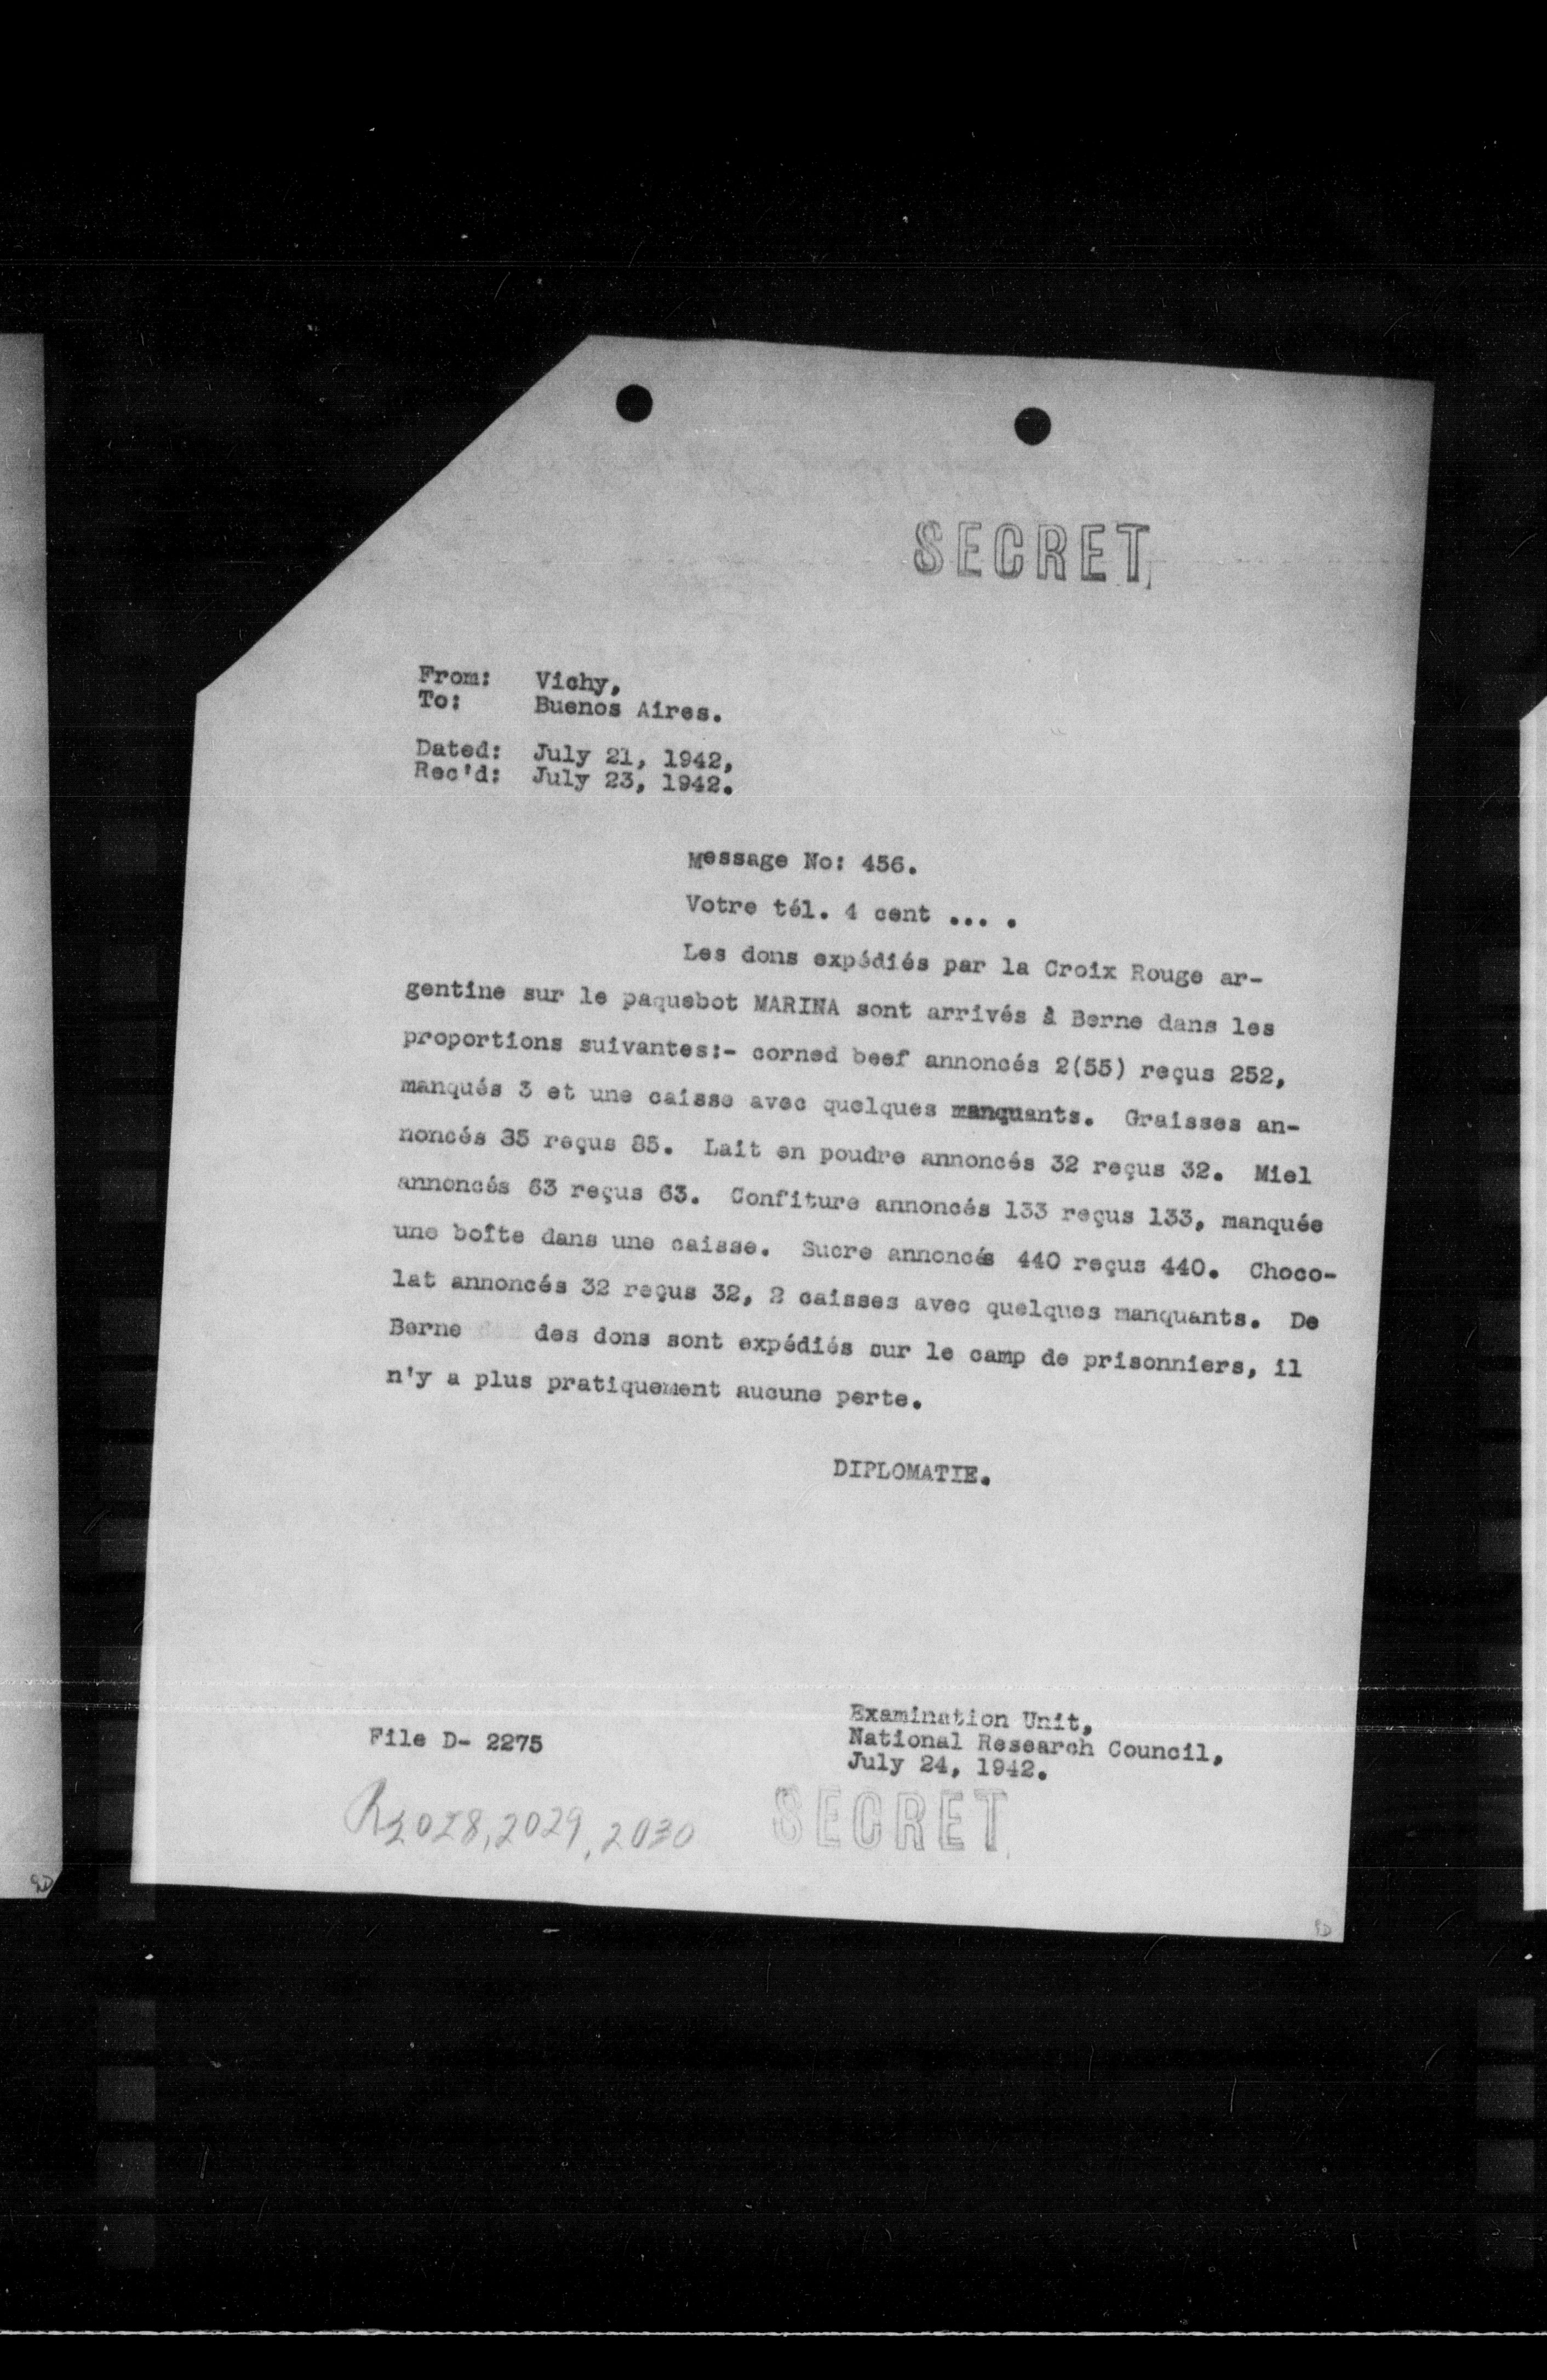 SECRET
From: Vichy,
To: Buenos Aires.
Dated: July 21, 1942,
Rec'd: July 23, 1942.
Message No: 456.
Votre tél. 4 cent ... .
Les dons expédiés par la Croix Rouge ar-
gentine sur le paquebot MARINA sont arrivés à Berne dans les
proportions suivantes:- corned beef annoncés 2(55) reçus 252,
manqués 3 et une caisse avec quelques manquants. Graisses an-
noncés 35 reçus 35. Lait en poudre annoncés 32 reçus 32. Miel
annoncés 63 reçus 63. Confiture annoncés 133 reçus 133, manquée
une boîte dans une caisse. Sucre annoncés 440 reçus 440. Choco-
lat annoncés 32 reçus 32, 2 caisses avec quelques manquants. De
Berne des dons sont expédiés sur le camp de prisonniers, il
n'y a plus pratiquement aucune perte.
DIPLOMATIE.
Examination Unit,
File D- 2275
National Research Council,
July 24, 1942.
SECRET
2028, 2029, 2030